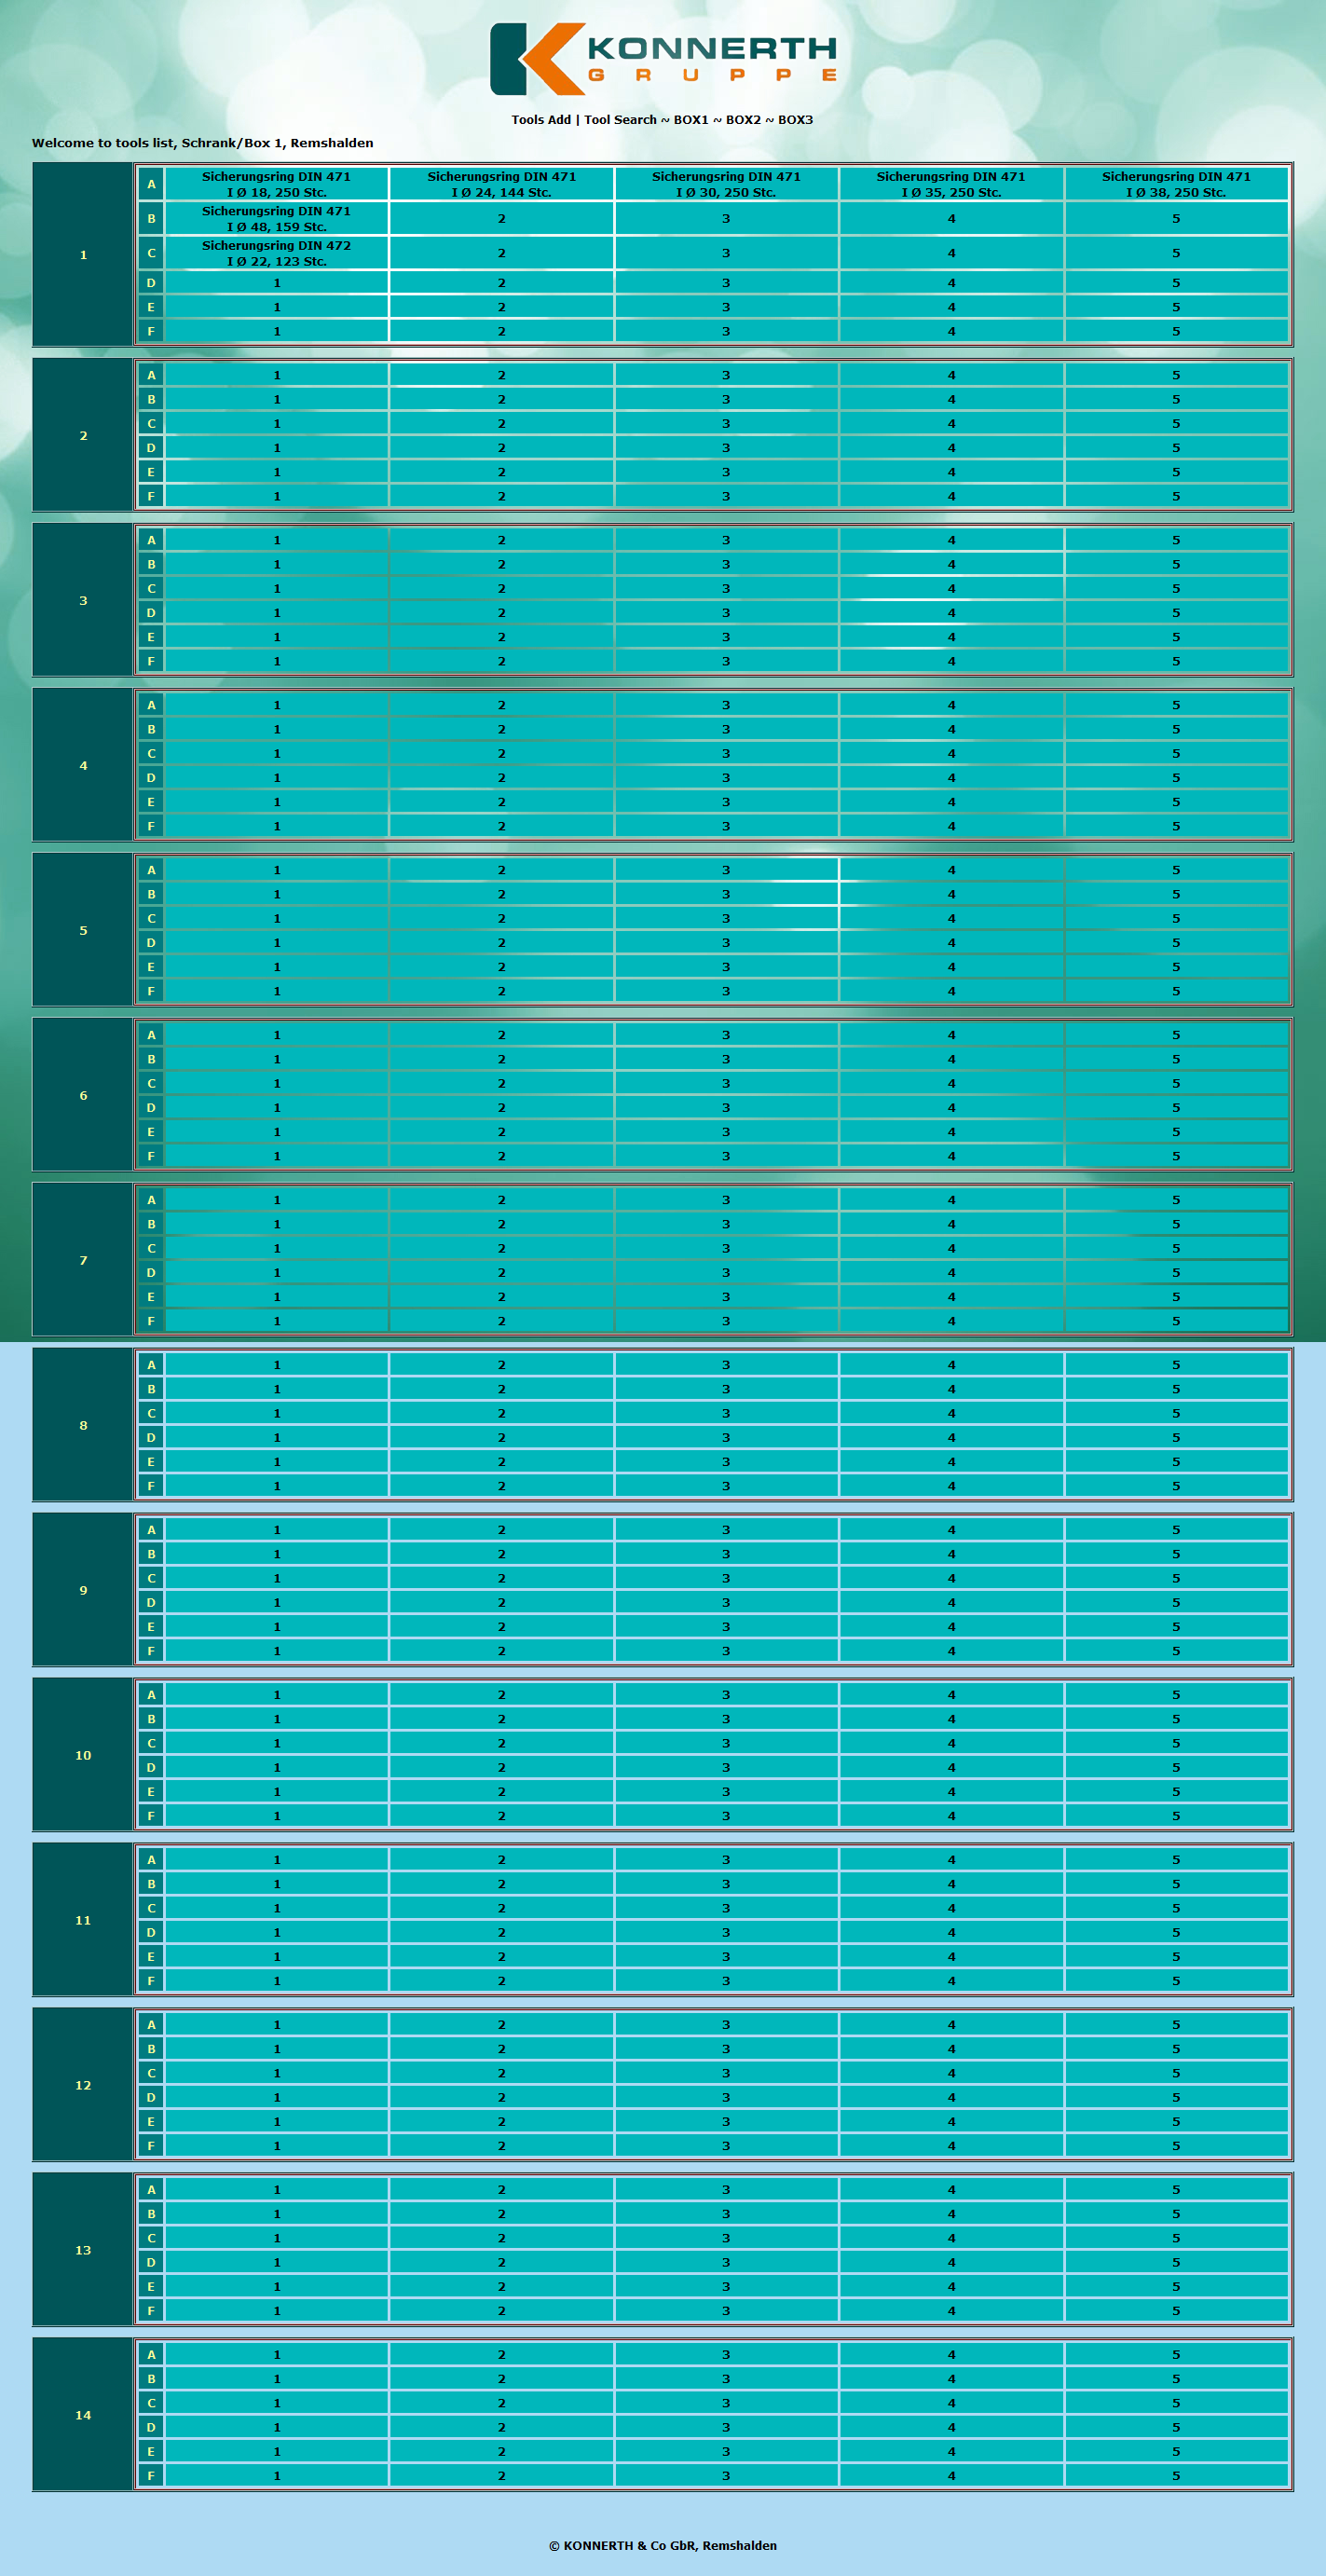 KONNERTH
GRUPPE
Tools Add | Tool Search ~ BOX1 ~ BOX2 ~ BOX3
Welcome to tools list, Schrank/Box 1, Remshalden
1
A Sicherungsring DIN 471 I Ø 18, 250 Stc. Sicherungsring DIN 471 I Ø 24, 144 Stc. Sicherungsring DIN 471 I Ø 30, 250 Stc. Sicherungsring DIN 471 I Ø 35, 250 Stc. Sicherungsring DIN 471 I Ø 38, 250 Stc.
B Sicherungsring DIN 471 I Ø 48, 159 Stc. 2 3 4 5
C Sicherungsring DIN 472 I Ø 22, 123 Stc. 2 3 4 5
D 1 2 3 4 5
E 1 2 3 4 5
F 1 2 3 4 5
2
A 1 2 3 4 5
B 1 2 3 4 5
C 1 2 3 4 5
D 1 2 3 4 5
E 1 2 3 4 5
F 1 2 3 4 5
3
A 1 2 3 4 5
B 1 2 3 4 5
C 1 2 3 4 5
D 1 2 3 4 5
E 1 2 3 4 5
F 1 2 3 4 5
4
A 1 2 3 4 5
B 1 2 3 4 5
C 1 2 3 4 5
D 1 2 3 4 5
E 1 2 3 4 5
F 1 2 3 4 5
5
A 1 2 3 4 5
B 1 2 3 4 5
C 1 2 3 4 5
D 1 2 3 4 5
E 1 2 3 4 5
F 1 2 3 4 5
6
A 1 2 3 4 5
B 1 2 3 4 5
C 1 2 3 4 5
D 1 2 3 4 5
E 1 2 3 4 5
F 1 2 3 4 5
7
A 1 2 3 4 5
B 1 2 3 4 5
C 1 2 3 4 5
D 1 2 3 4 5
E 1 2 3 4 5
F 1 2 3 4 5
8
A 1 2 3 4 5
B 1 2 3 4 5
C 1 2 3 4 5
D 1 2 3 4 5
E 1 2 3 4 5
F 1 2 3 4 5
9
A 1 2 3 4 5
B 1 2 3 4 5
C 1 2 3 4 5
D 1 2 3 4 5
E 1 2 3 4 5
F 1 2 3 4 5
10
A 1 2 3 4 5
B 1 2 3 4 5
C 1 2 3 4 5
D 1 2 3 4 5
E 1 2 3 4 5
F 1 2 3 4 5
11
A 1 2 3 4 5
B 1 2 3 4 5
C 1 2 3 4 5
D 1 2 3 4 5
E 1 2 3 4 5
F 1 2 3 4 5
12
A 1 2 3 4 5
B 1 2 3 4 5
C 1 2 3 4 5
D 1 2 3 4 5
E 1 2 3 4 5
F 1 2 3 4 5
13
A 1 2 3 4 5
B 1 2 3 4 5
C 1 2 3 4 5
D 1 2 3 4 5
E 1 2 3 4 5
F 1 2 3 4 5
14
A 1 2 3 4 5
B 1 2 3 4 5
C 1 2 3 4 5
D 1 2 3 4 5
E 1 2 3 4 5
F 1 2 3 4 5
© KONNERTH & Co GbR, Remshalden